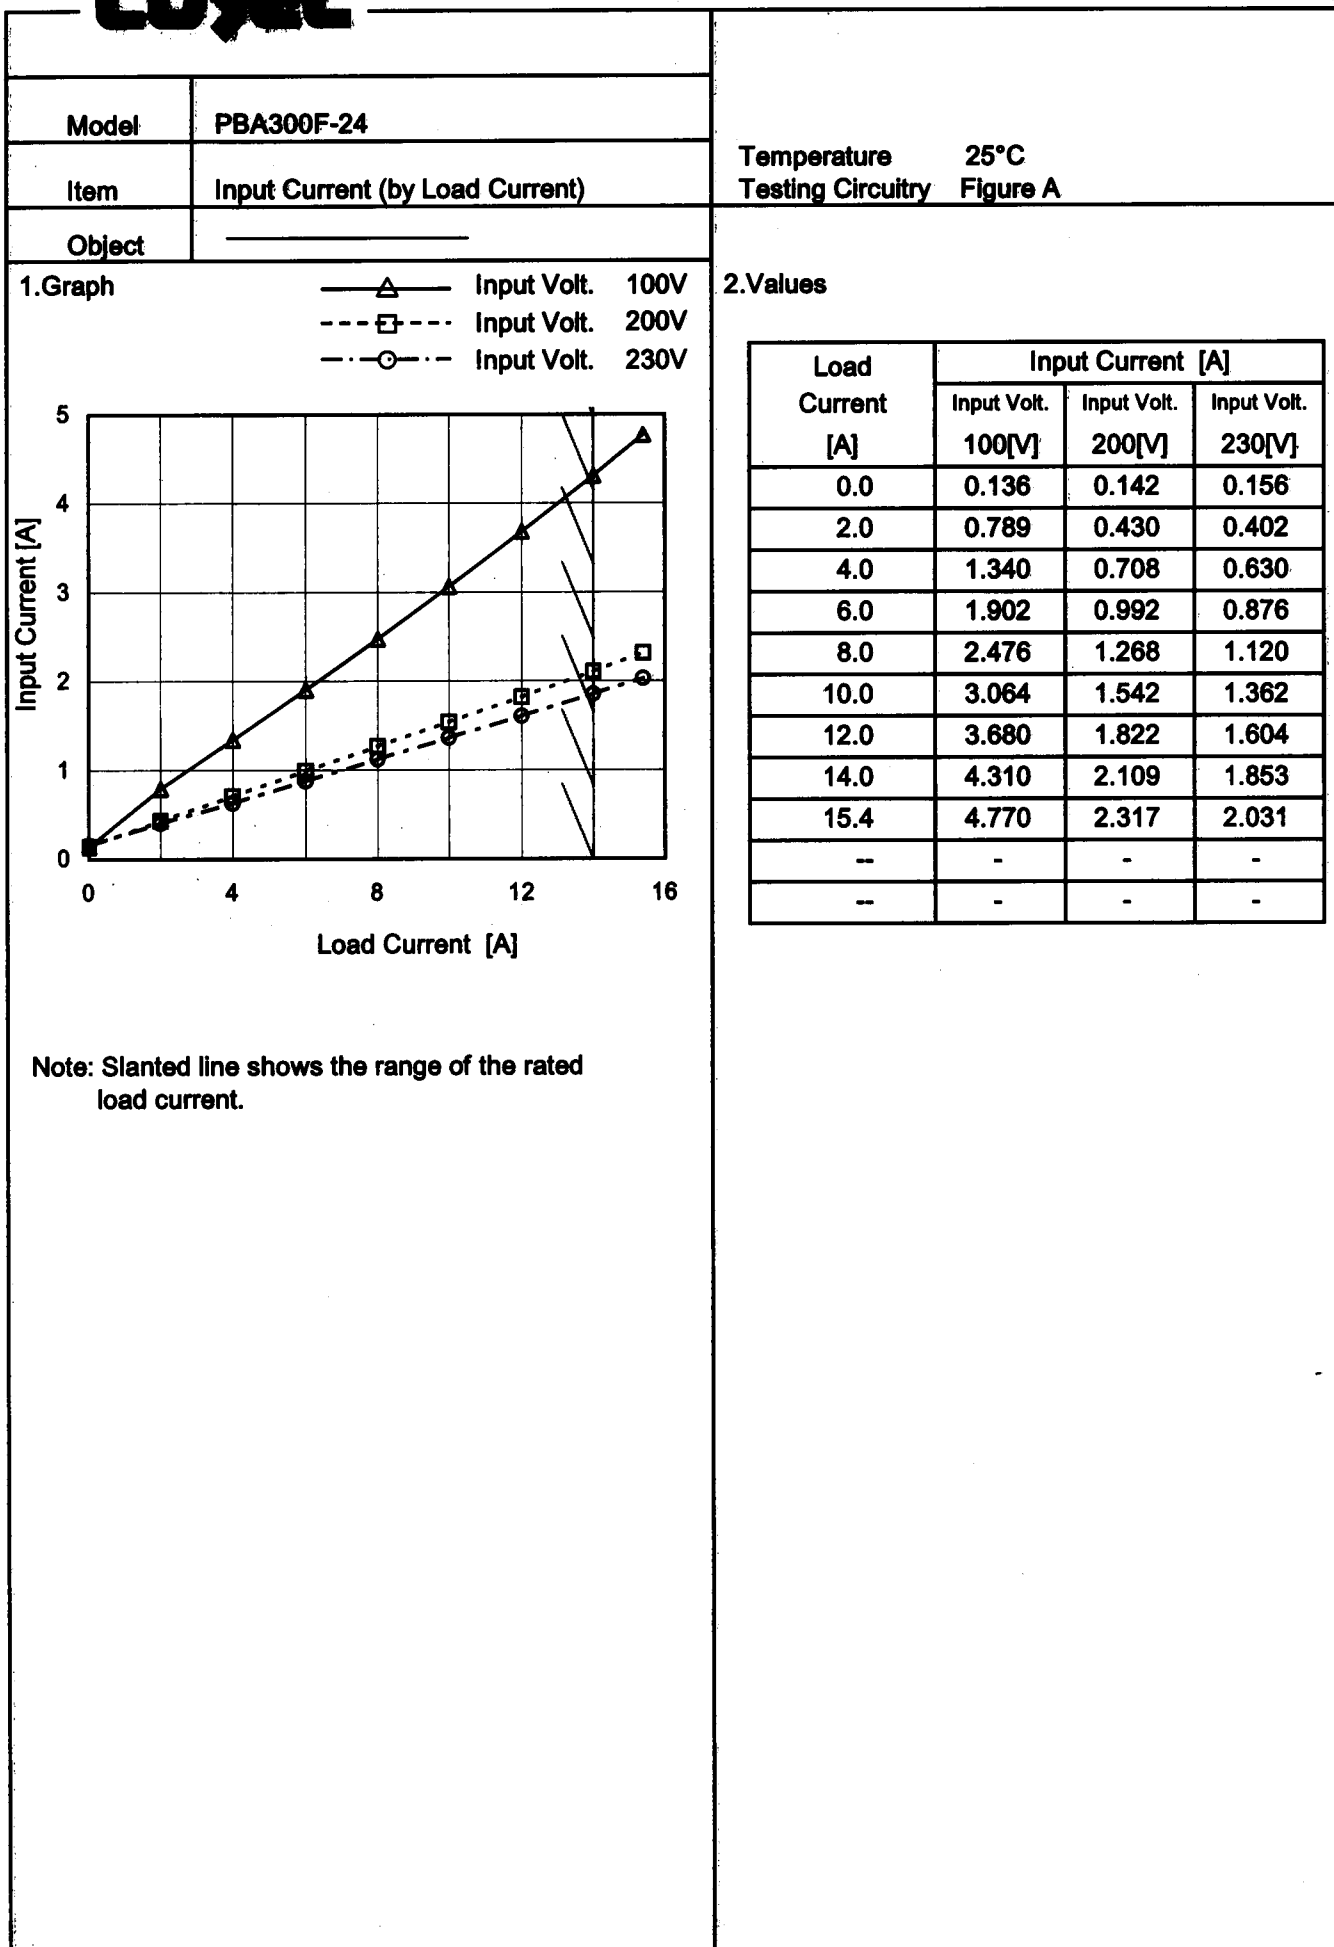 Model PBA300F-24
Item Input Current (by Load Current)
Object
Temperature 25°C
Testing Circuitry Figure A
1.Graph
Input Volt. 100V
Input Volt. 200V
Input Volt. 230V
5
4
3
2
1
0
Input Current [A]
0 4 8 12 16
Load Current [A]
Note: Slanted line shows the range of the rated
load current.
2.Values
Load Current [A] Input Current [A]
Input Volt. 100[V] Input Volt. 200[V] Input Volt. 230[V]
0.0 0.136 0.142 0.156
2.0 0.789 0.430 0.402
4.0 1.340 0.708 0.630
6.0 1.902 0.992 0.876
8.0 2.476 1.268 1.120
10.0 3.064 1.542 1.362
12.0 3.680 1.822 1.604
14.0 4.310 2.109 1.853
15.4 4.770 2.317 2.031
-- - - -
-- - - -